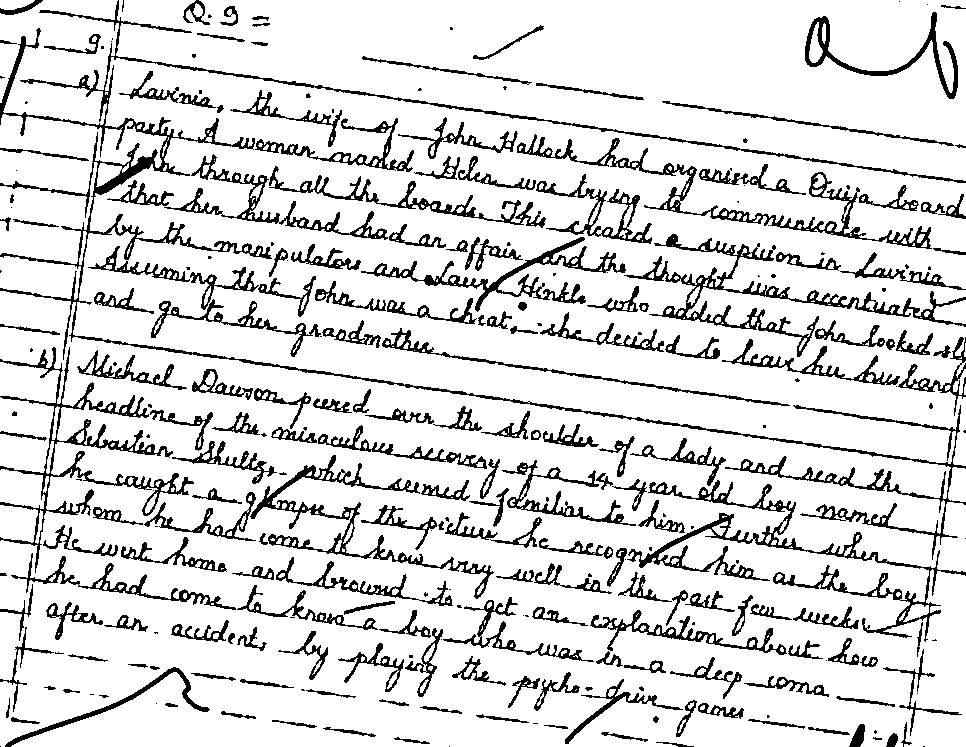 Q. 9 =
9.
a) Lavinia, the wife of John Hallock had organised a Ouija board
party. A woman named Helen was trying to communicate with
John through all the boards. This created a suspicion in Lavinia
that her husband had an affair and the thought was accentuated
by the manipulators and Laura Hinkle who added that John looked sly
Assuming that John was a cheat, she decided to leave her husband
and go to her grandmother.
b) Michael Dawson peered over the shoulder of a lady and read the
headline of the miraculous recovery of a 14 year old boy named
Sebastian Shultz, which seemed familiar to him. Further when
he caught a glimpse of the picture he recognised him as the boy
whom he had come to know very well in the past few weeks.
He went home and browsed to get an explanation about how
he had come to know a boy who was in a deep coma
after an accident, by playing the psycho-drive games